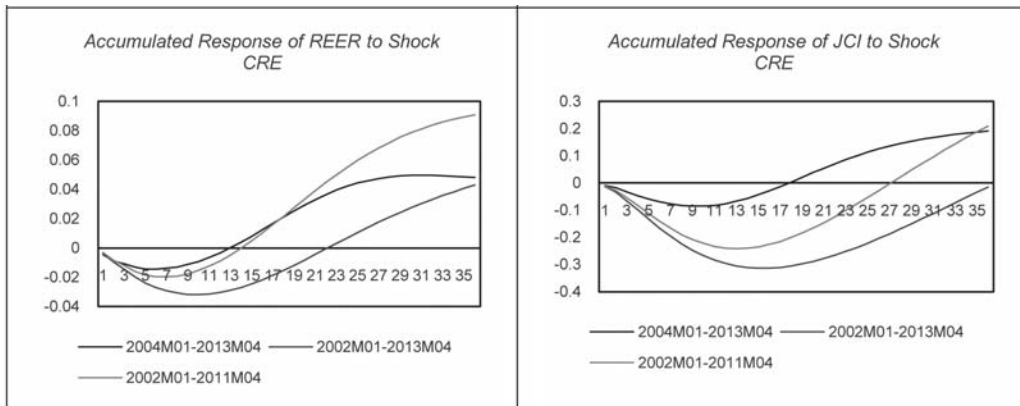 Accumulated Response of REER to Shock
CRE
0.1
0.08
0.06
0.04
0.02
0
-0.02
-0.04
1 3 5 7 9 11 13 15 17 19 21 23 25 27 29 31 33 35
2004M01-2013M04
2002M01-2013M04
2002M01-2011M04
Accumulated Response of JCI to Shock
CRE
0.3
0.2
0.1
0
-0.1
-0.2
-0.3
-0.4
1 3 5 7 9 11 13 15 17 19 21 23 25 27 29 31 33 35
2004M01-2013M04
2002M01-2013M04
2002M01-2011M04